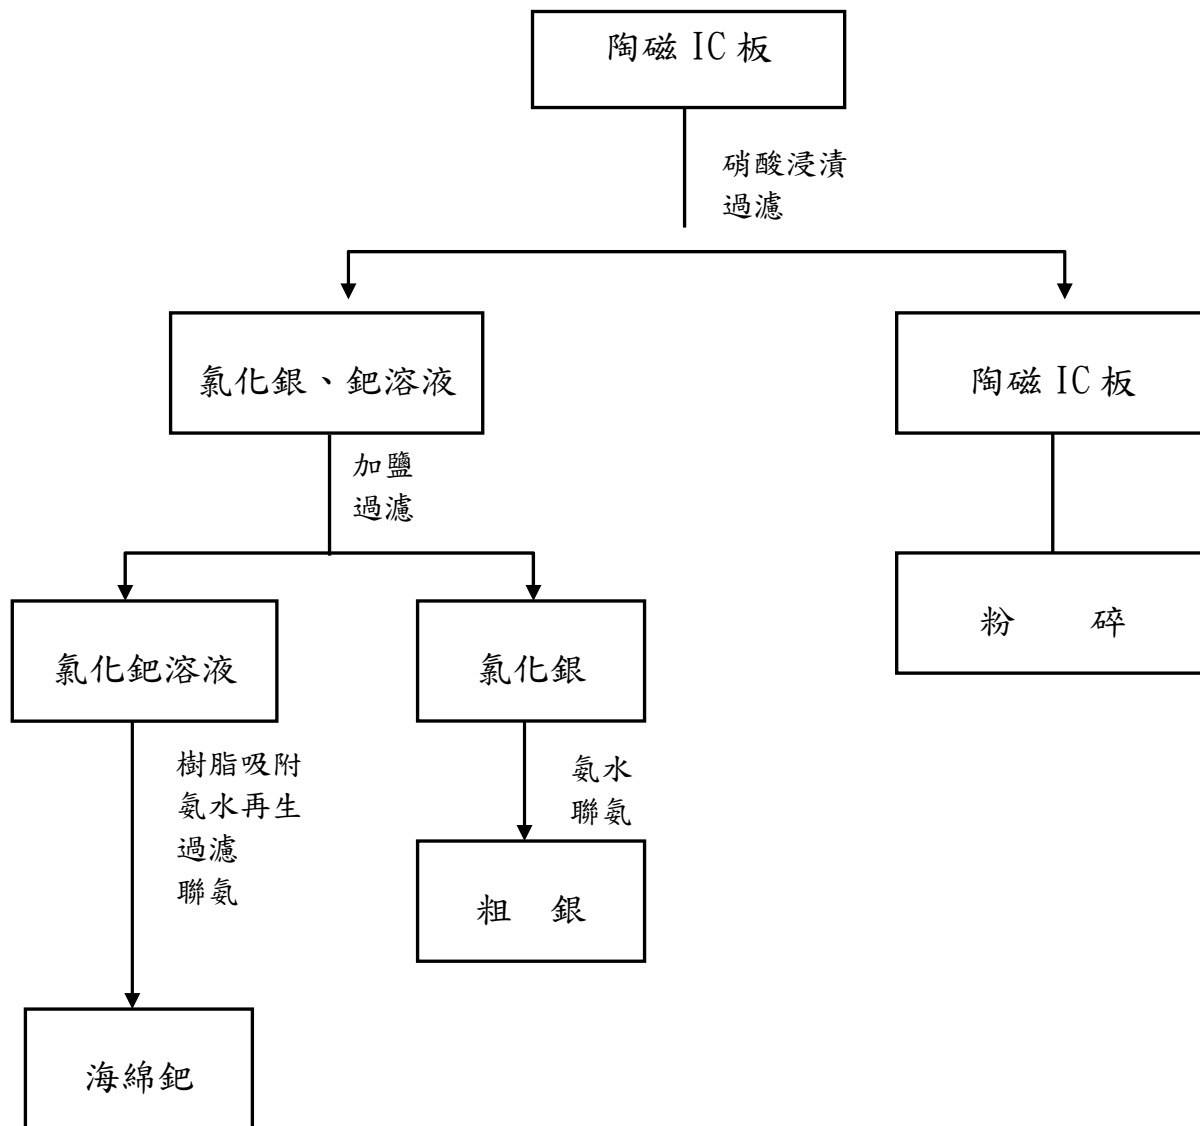 陶磁 IC 板
硝酸浸漬
過濾
氯化銀、鈀溶液
陶磁 IC 板
加鹽
過濾
氯化鈀溶液
氯化銀
粉 碎
樹脂吸附
氨水再生
過濾
聯氨
氨水
聯氨
粗 銀
海綿鈀